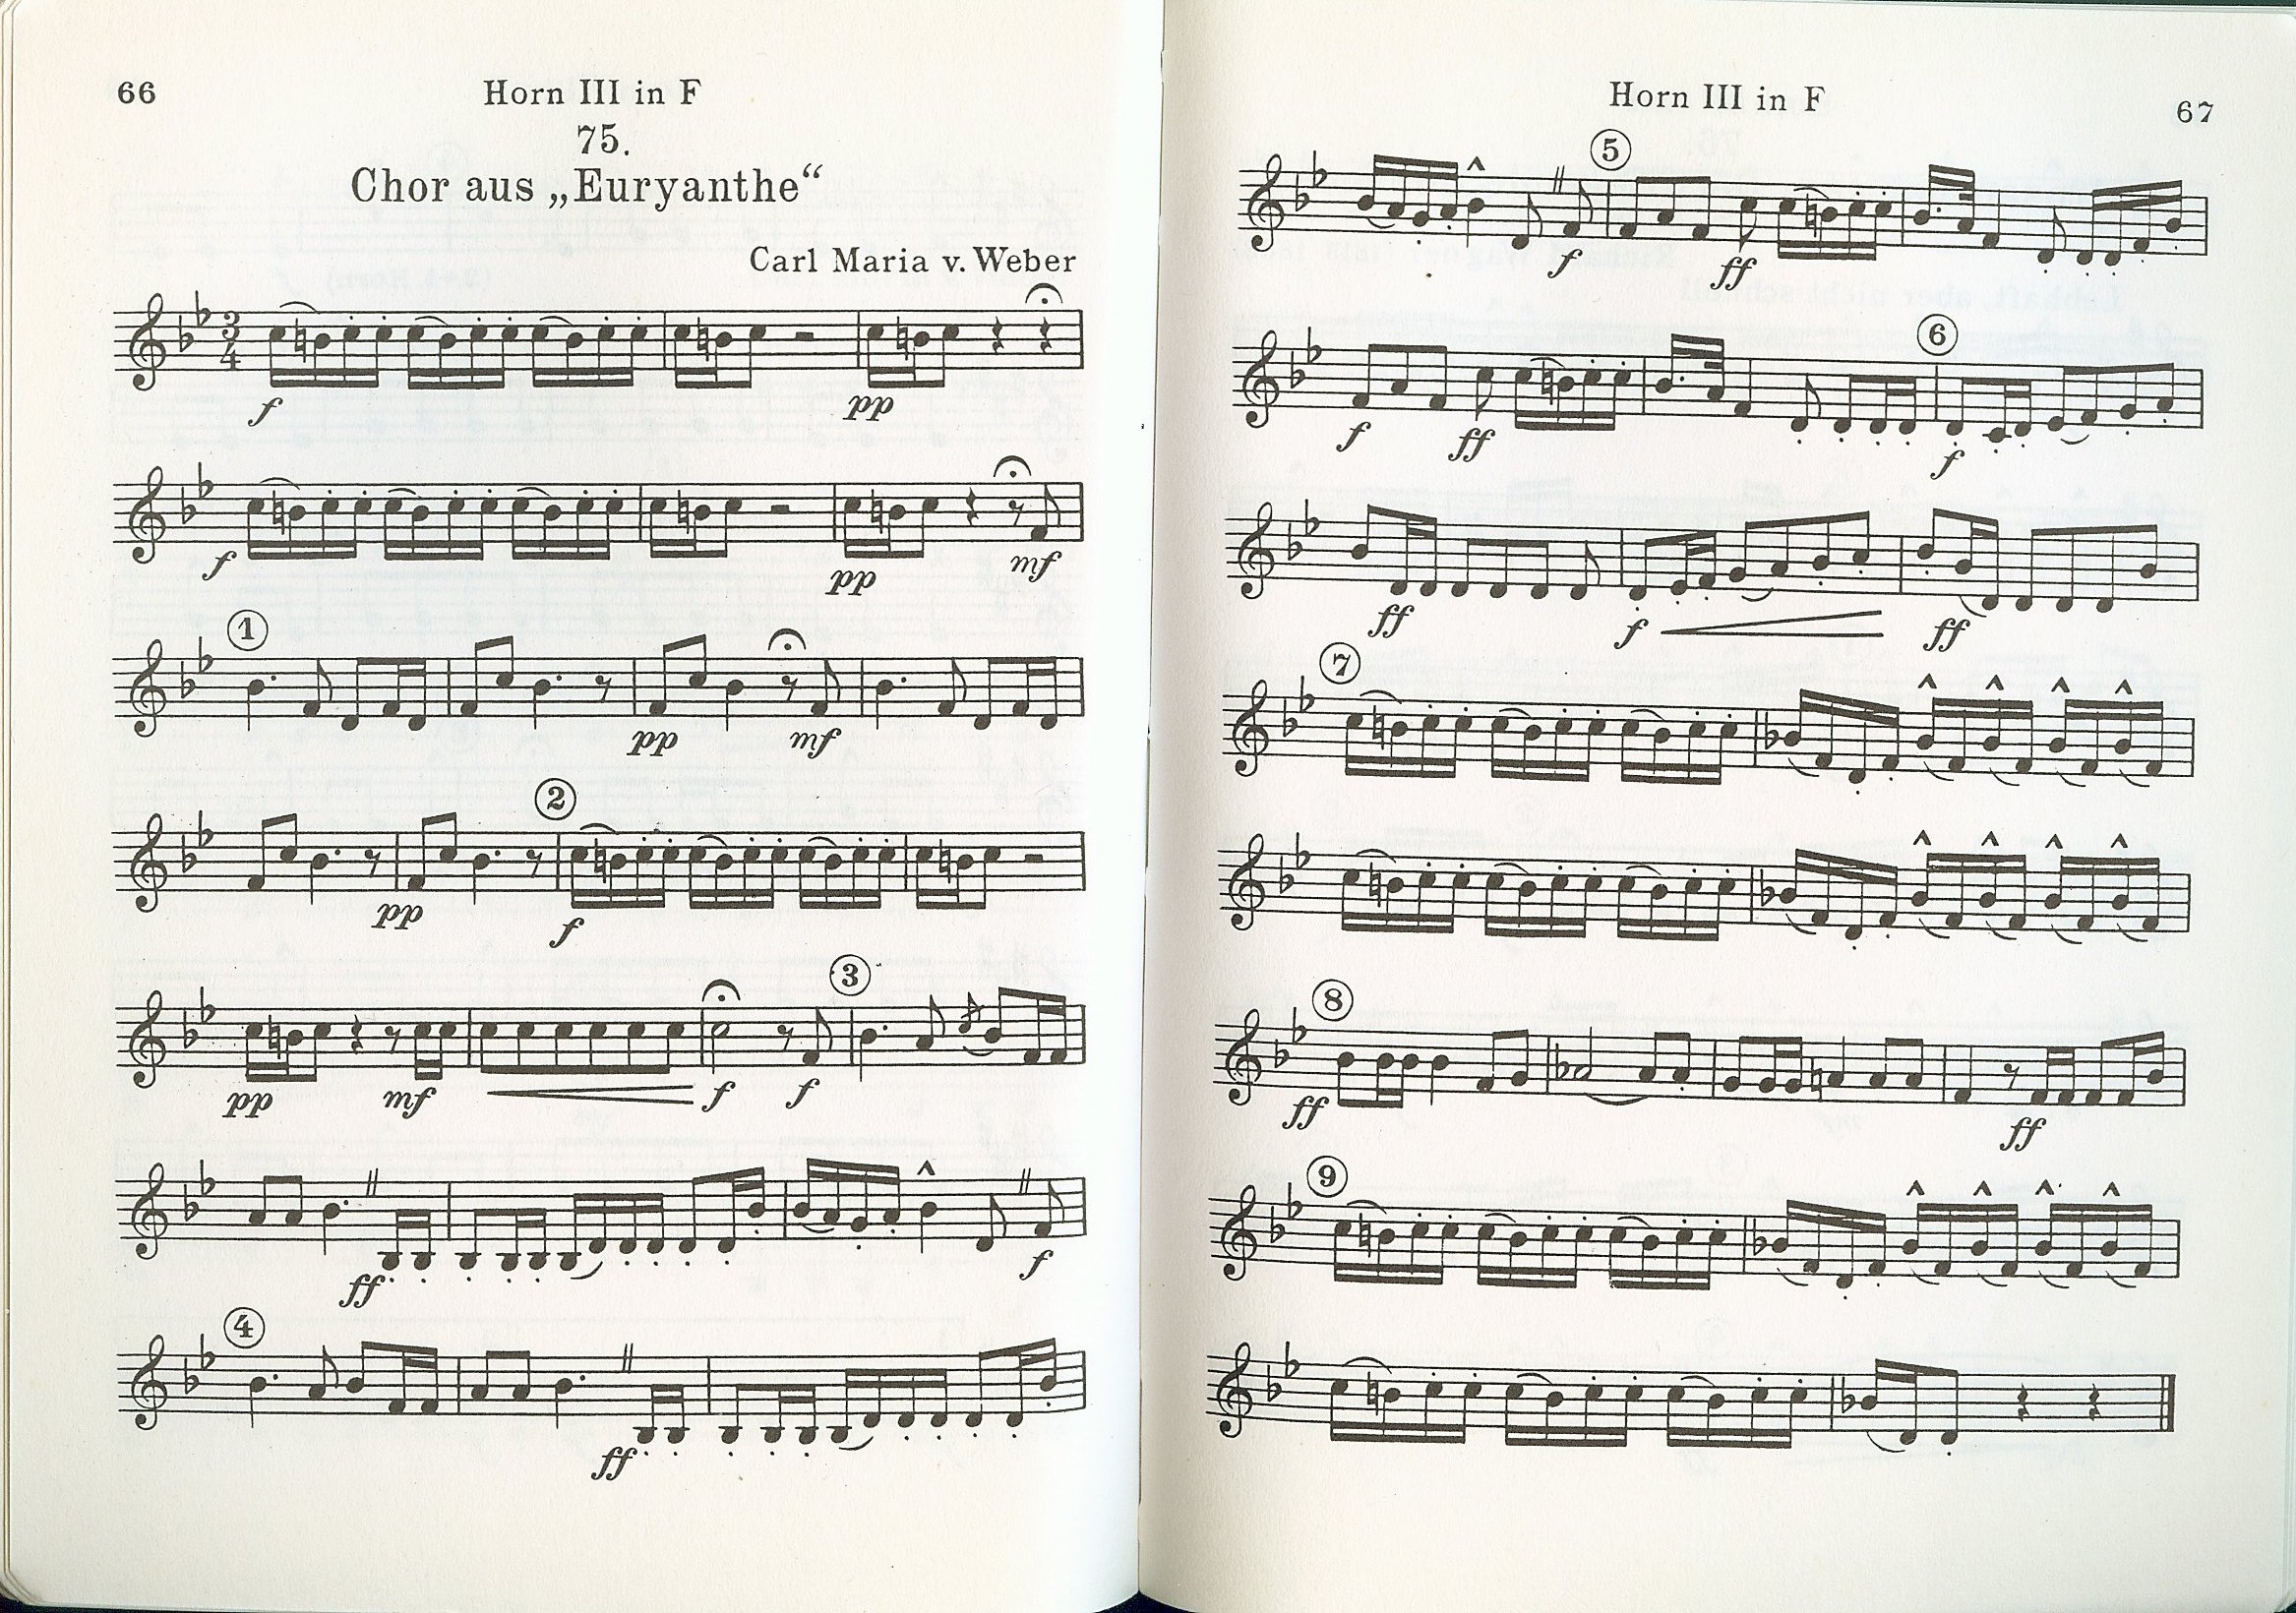 66
Horn III in F
75.
Chor aus „Euryanthe“
Carl Maria v. Weber
3
4
f
pp
f
pp
mf
1
pp
mf
2
pp
f
3
pp
mf
f
f
ff
f
4
ff
Horn III in F
67
5
f
ff
6
f
ff
f
ff
f
ff
7
8
ff
ff
9